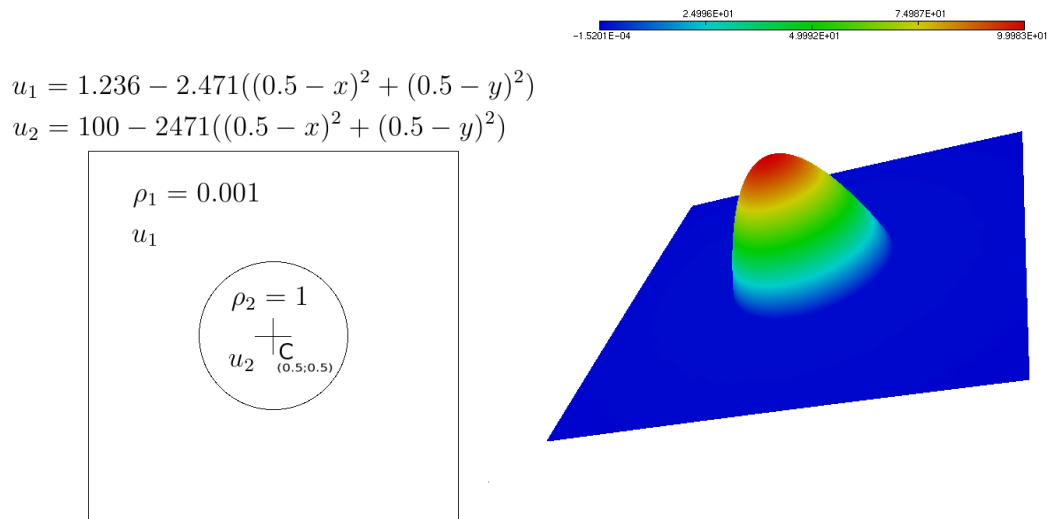 2.4996E+01 7.4987E+01
−1.5201E−04 4.9992E+01 9.9983E+01
u₁ = 1.236 − 2.471((0.5 − x)² + (0.5 − y)²)
u₂ = 100 − 2471((0.5 − x)² + (0.5 − y)²)
ρ₁ = 0.001
u₁
ρ₂ = 1
C
u₂
(0.5;0.5)